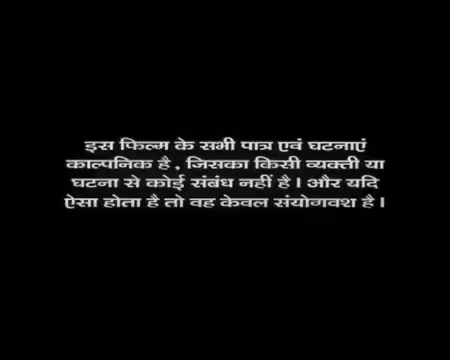 इस फिल्म के सभी पात्र एवं घटनाएं
काल्पनिक है , जिसका किसी व्यक्ती या
घटना से कोई संबंध नहीं है । और यदि
ऐसा होता है तो वह केवल संयोगवश है ।